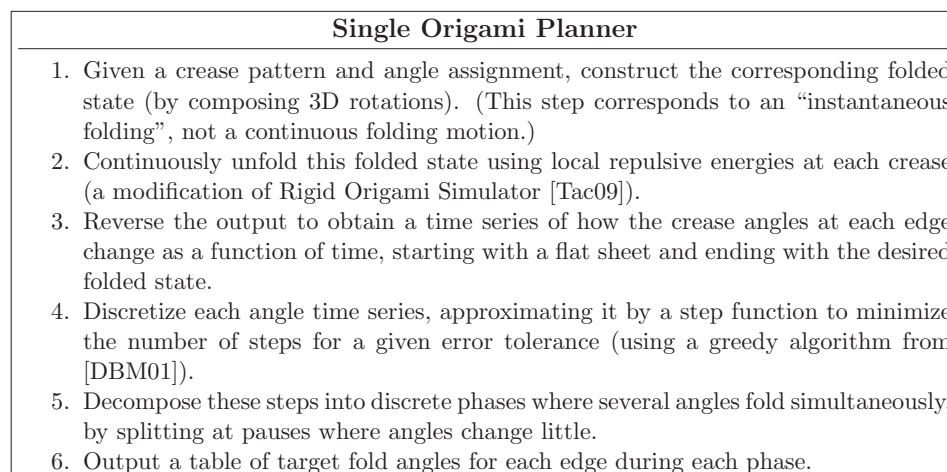 Single Origami Planner
1. Given a crease pattern and angle assignment, construct the corresponding folded
state (by composing 3D rotations). (This step corresponds to an “instantaneous
folding”, not a continuous folding motion.)
2. Continuously unfold this folded state using local repulsive energies at each crease
(a modification of Rigid Origami Simulator [Tac09]).
3. Reverse the output to obtain a time series of how the crease angles at each edge
change as a function of time, starting with a flat sheet and ending with the desired
folded state.
4. Discretize each angle time series, approximating it by a step function to minimize
the number of steps for a given error tolerance (using a greedy algorithm from
[DBM01]).
5. Decompose these steps into discrete phases where several angles fold simultaneously,
by splitting at pauses where angles change little.
6. Output a table of target fold angles for each edge during each phase.